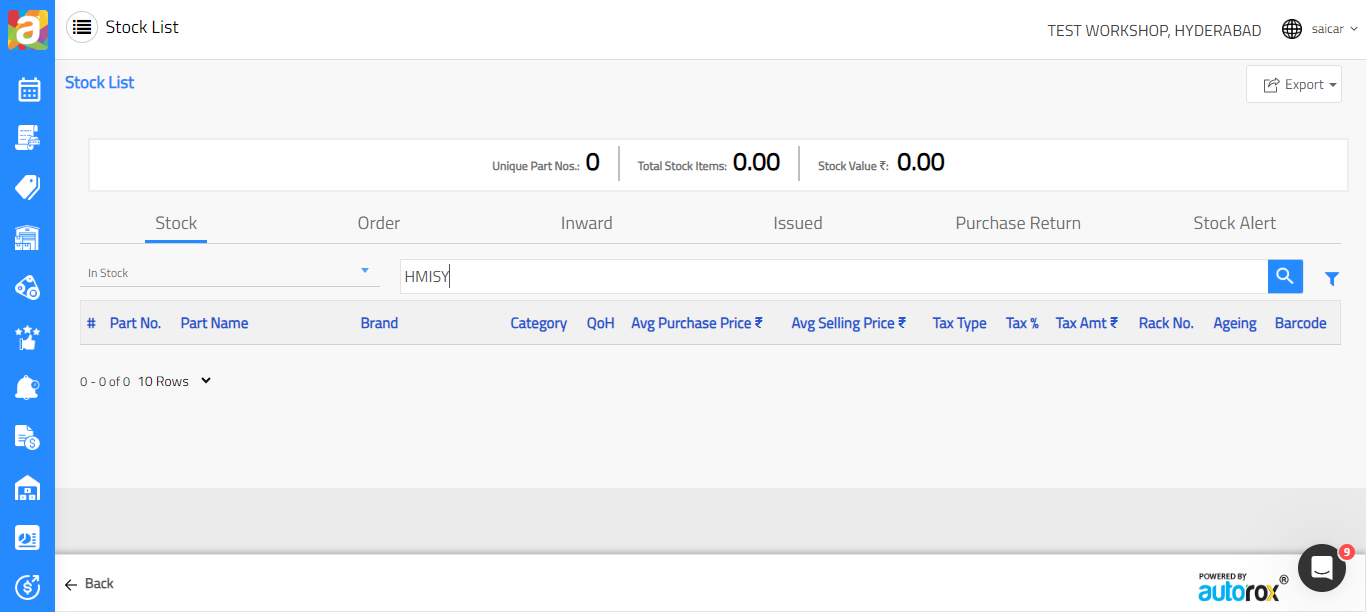 a
Stock List
TEST WORKSHOP, HYDERABAD
saicar
Stock List
Export
Unique Part Nos.: 0
Total Stock Items: 0.00
Stock Value ₹: 0.00
Stock Order Inward Issued Purchase Return Stock Alert
In Stock
HMISY
# Part No. Part Name Brand Category QoH Avg Purchase Price ₹ Avg Selling Price ₹ Tax Type Tax % Tax Amt ₹ Rack No. Ageing Barcode
0 - 0 of 0 10 Rows
9
Back
POWERED BY
autorox®